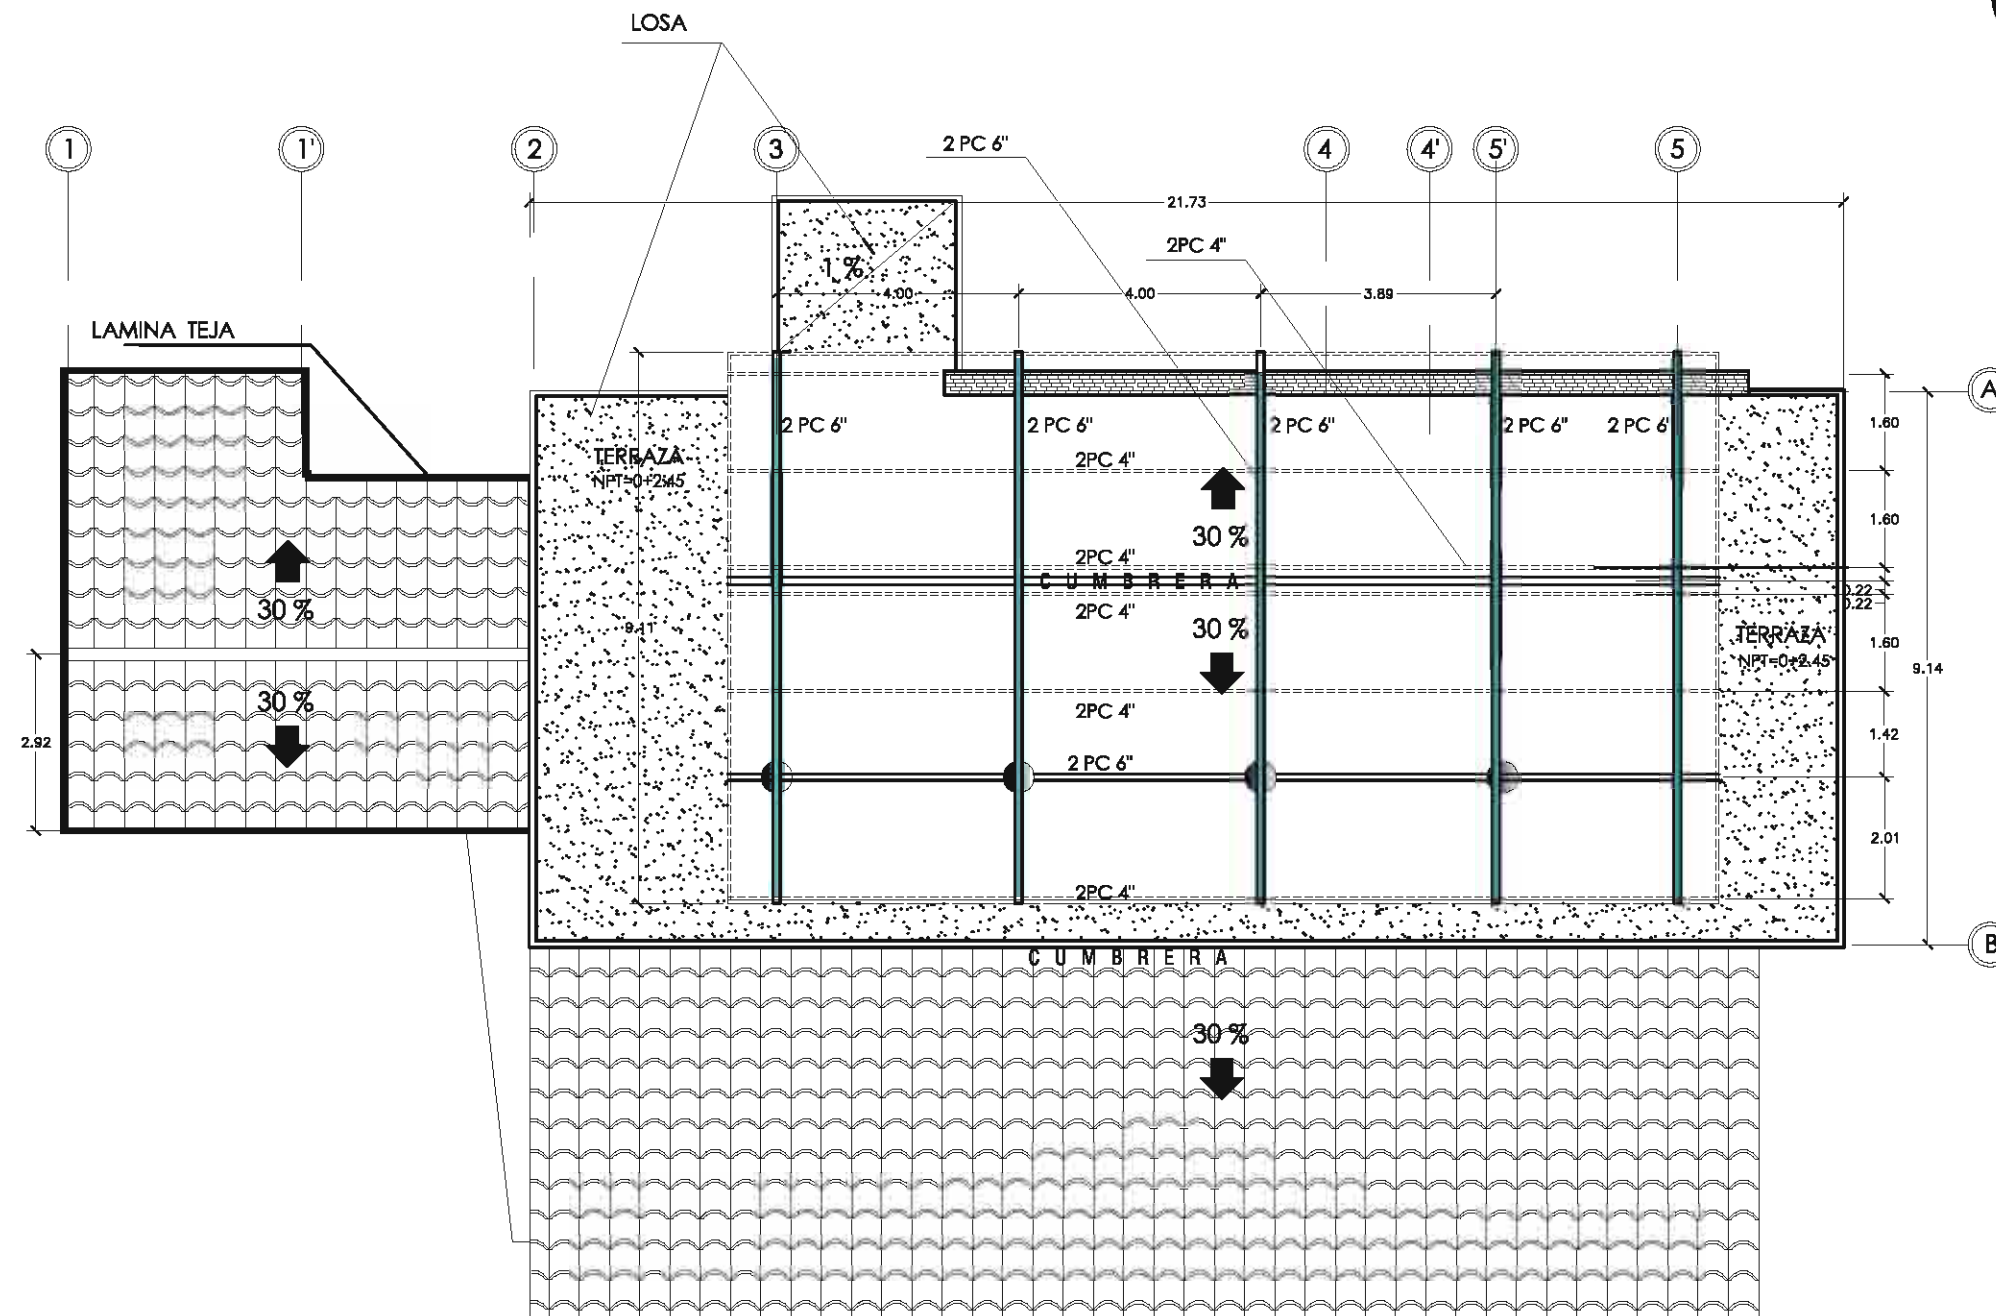 LOSA
1 1' 2 3 2 PC 6" 4 4' 5' 5
21.73
2PC 4"
1 %
4.00 4.00 3.89
LAMINA TEJA
A
2 PC 6" 2 PC 6" 2 PC 6" 2 PC 6" 2 PC 6" 1.60
TERRAZA 2PC 4"
NPT=0+2.45
1.60
30 %
2PC 4"
CUMBRERA
0.22
30 % 2PC 4" 0.22
9.11 30 % TERRAZA 1.60
NPT=0+2.45 9.14
30 %
2PC 4"
2.92 1.42
2 PC 6"
2.01
2PC 4"
B
CUMBRERA
30 %